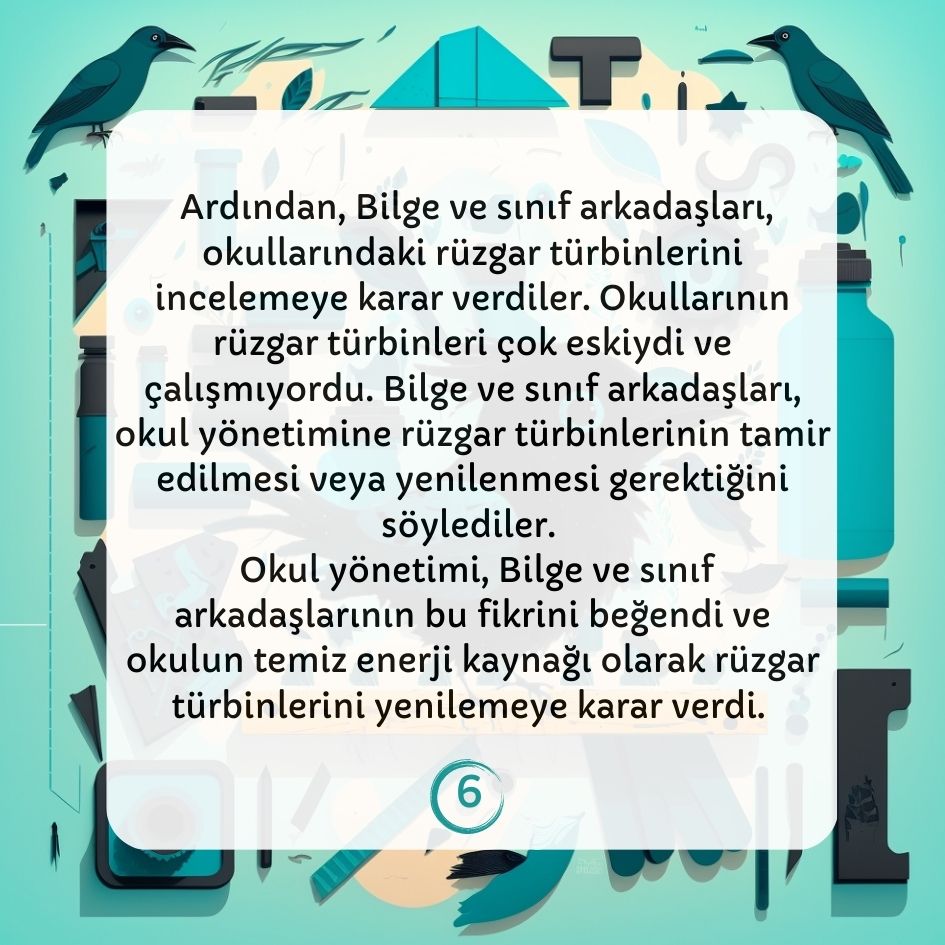 Ardından, Bilge ve sınıf arkadaşları,
okullarındaki rüzgar türbinlerini
incelemeye karar verdiler. Okullarının
rüzgar türbinleri çok eskiydi ve
çalışmıyordu. Bilge ve sınıf arkadaşları,
okul yönetimine rüzgar türbinlerinin tamir
edilmesi veya yenilenmesi gerektiğini
söylediler.
Okul yönetimi, Bilge ve sınıf
arkadaşlarının bu fikrini beğendi ve
okulun temiz enerji kaynağı olarak rüzgar
türbinlerini yenilemeye karar verdi.
6